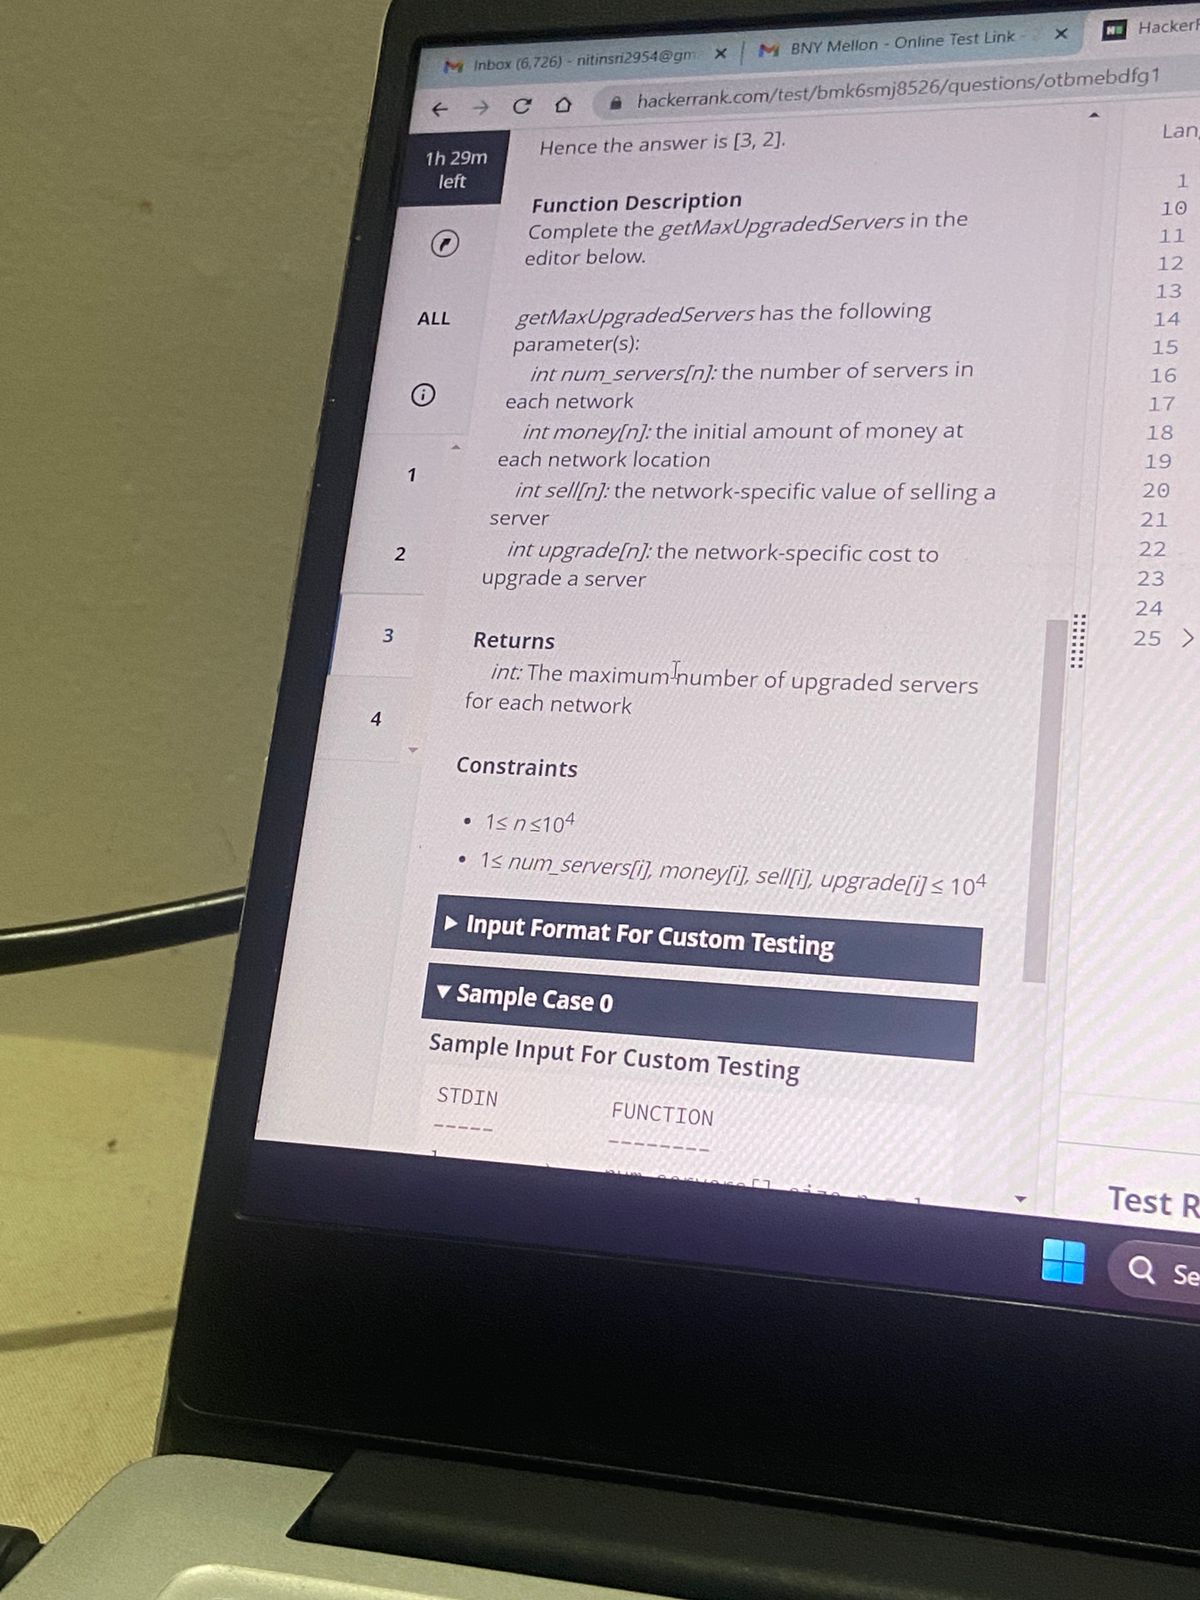 Inbox (6,726) - nitinsri2954@gm
BNY Mellon - Online Test Link -
HackerR
hackerrank.com/test/bmk6smj8526/questions/otbmebdfg1
1h 29m
left
ALL
1
2
3
4
Hence the answer is [3, 2].
Function Description
Complete the getMaxUpgradedServers in the
editor below.
getMaxUpgradedServers has the following
parameter(s):
int num_servers[n]: the number of servers in
each network
int money[n]: the initial amount of money at
each network location
int sell[n]: the network-specific value of selling a
server
int upgrade[n]: the network-specific cost to
upgrade a server
Returns
int: The maximum number of upgraded servers
for each network
Constraints
• 1≤ n ≤10⁴
• 1≤ num_servers[i], money[i], sell[i], upgrade[i] ≤ 10⁴
▶ Input Format For Custom Testing
▼ Sample Case 0
Sample Input For Custom Testing
STDIN FUNCTION
----- --------
Lan
1
10
11
12
13
14
15
16
17
18
19
20
21
22
23
24
25 >
Test R
Se